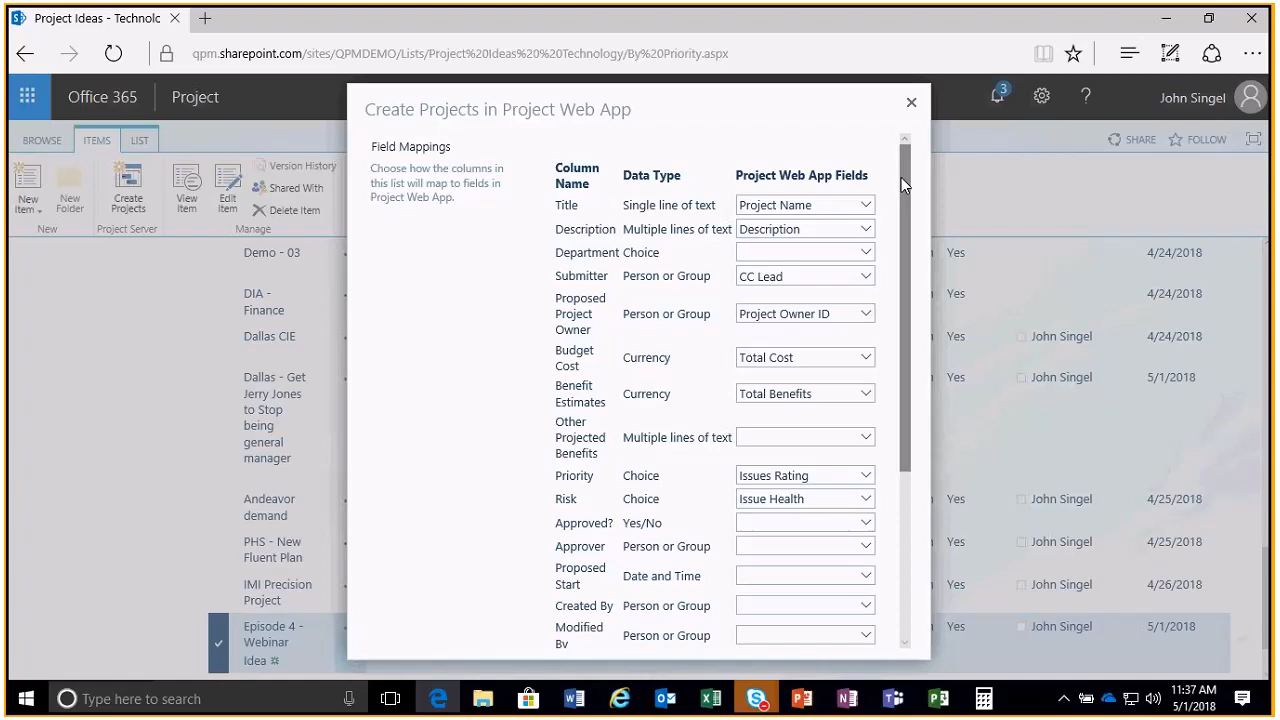 Project Ideas - Technolc
qpm.sharepoint.com/sites/QPMDEMO/Lists/Project%20Ideas%20%20Technology/By%20Priority.aspx
Office 365 Project
3
?
John Singel
BROWSE ITEMS LIST
SHARE FOLLOW
New Item
New Folder
Create Projects
View Item
Edit Item
Version History
Shared With
Delete Item
New
Project Server
Manage
Create Projects in Project Web App
Field Mappings
Choose how the columns in
this list will map to fields in
Project Web App.
Column Name Data Type Project Web App Fields
Title Single line of text Project Name
Description Multiple lines of text Description
Department Choice
Submitter Person or Group CC Lead
Proposed Project Owner Person or Group Project Owner ID
Budget Cost Currency Total Cost
Benefit Estimates Currency Total Benefits
Other Projected Benefits Multiple lines of text
Priority Choice Issues Rating
Risk Choice Issue Health
Approved? Yes/No
Approver Person or Group
Proposed Start Date and Time
Created By Person or Group
Modified By Person or Group
Demo - 03 Yes 4/24/2018
DIA -
Finance Yes 4/24/2018
Dallas CIE Yes John Singel 4/24/2018
Dallas - Get
Jerry Jones
to Stop
being
general
manager Yes John Singel 5/1/2018
Andeavor
demand Yes John Singel 4/25/2018
PHS - New
Fluent Plan Yes John Singel 4/25/2018
IMI Precision
Project Yes John Singel 4/26/2018
Episode 4 -
Webinar
Idea Yes John Singel 5/1/2018
Type here to search
11:37 AM
5/1/2018